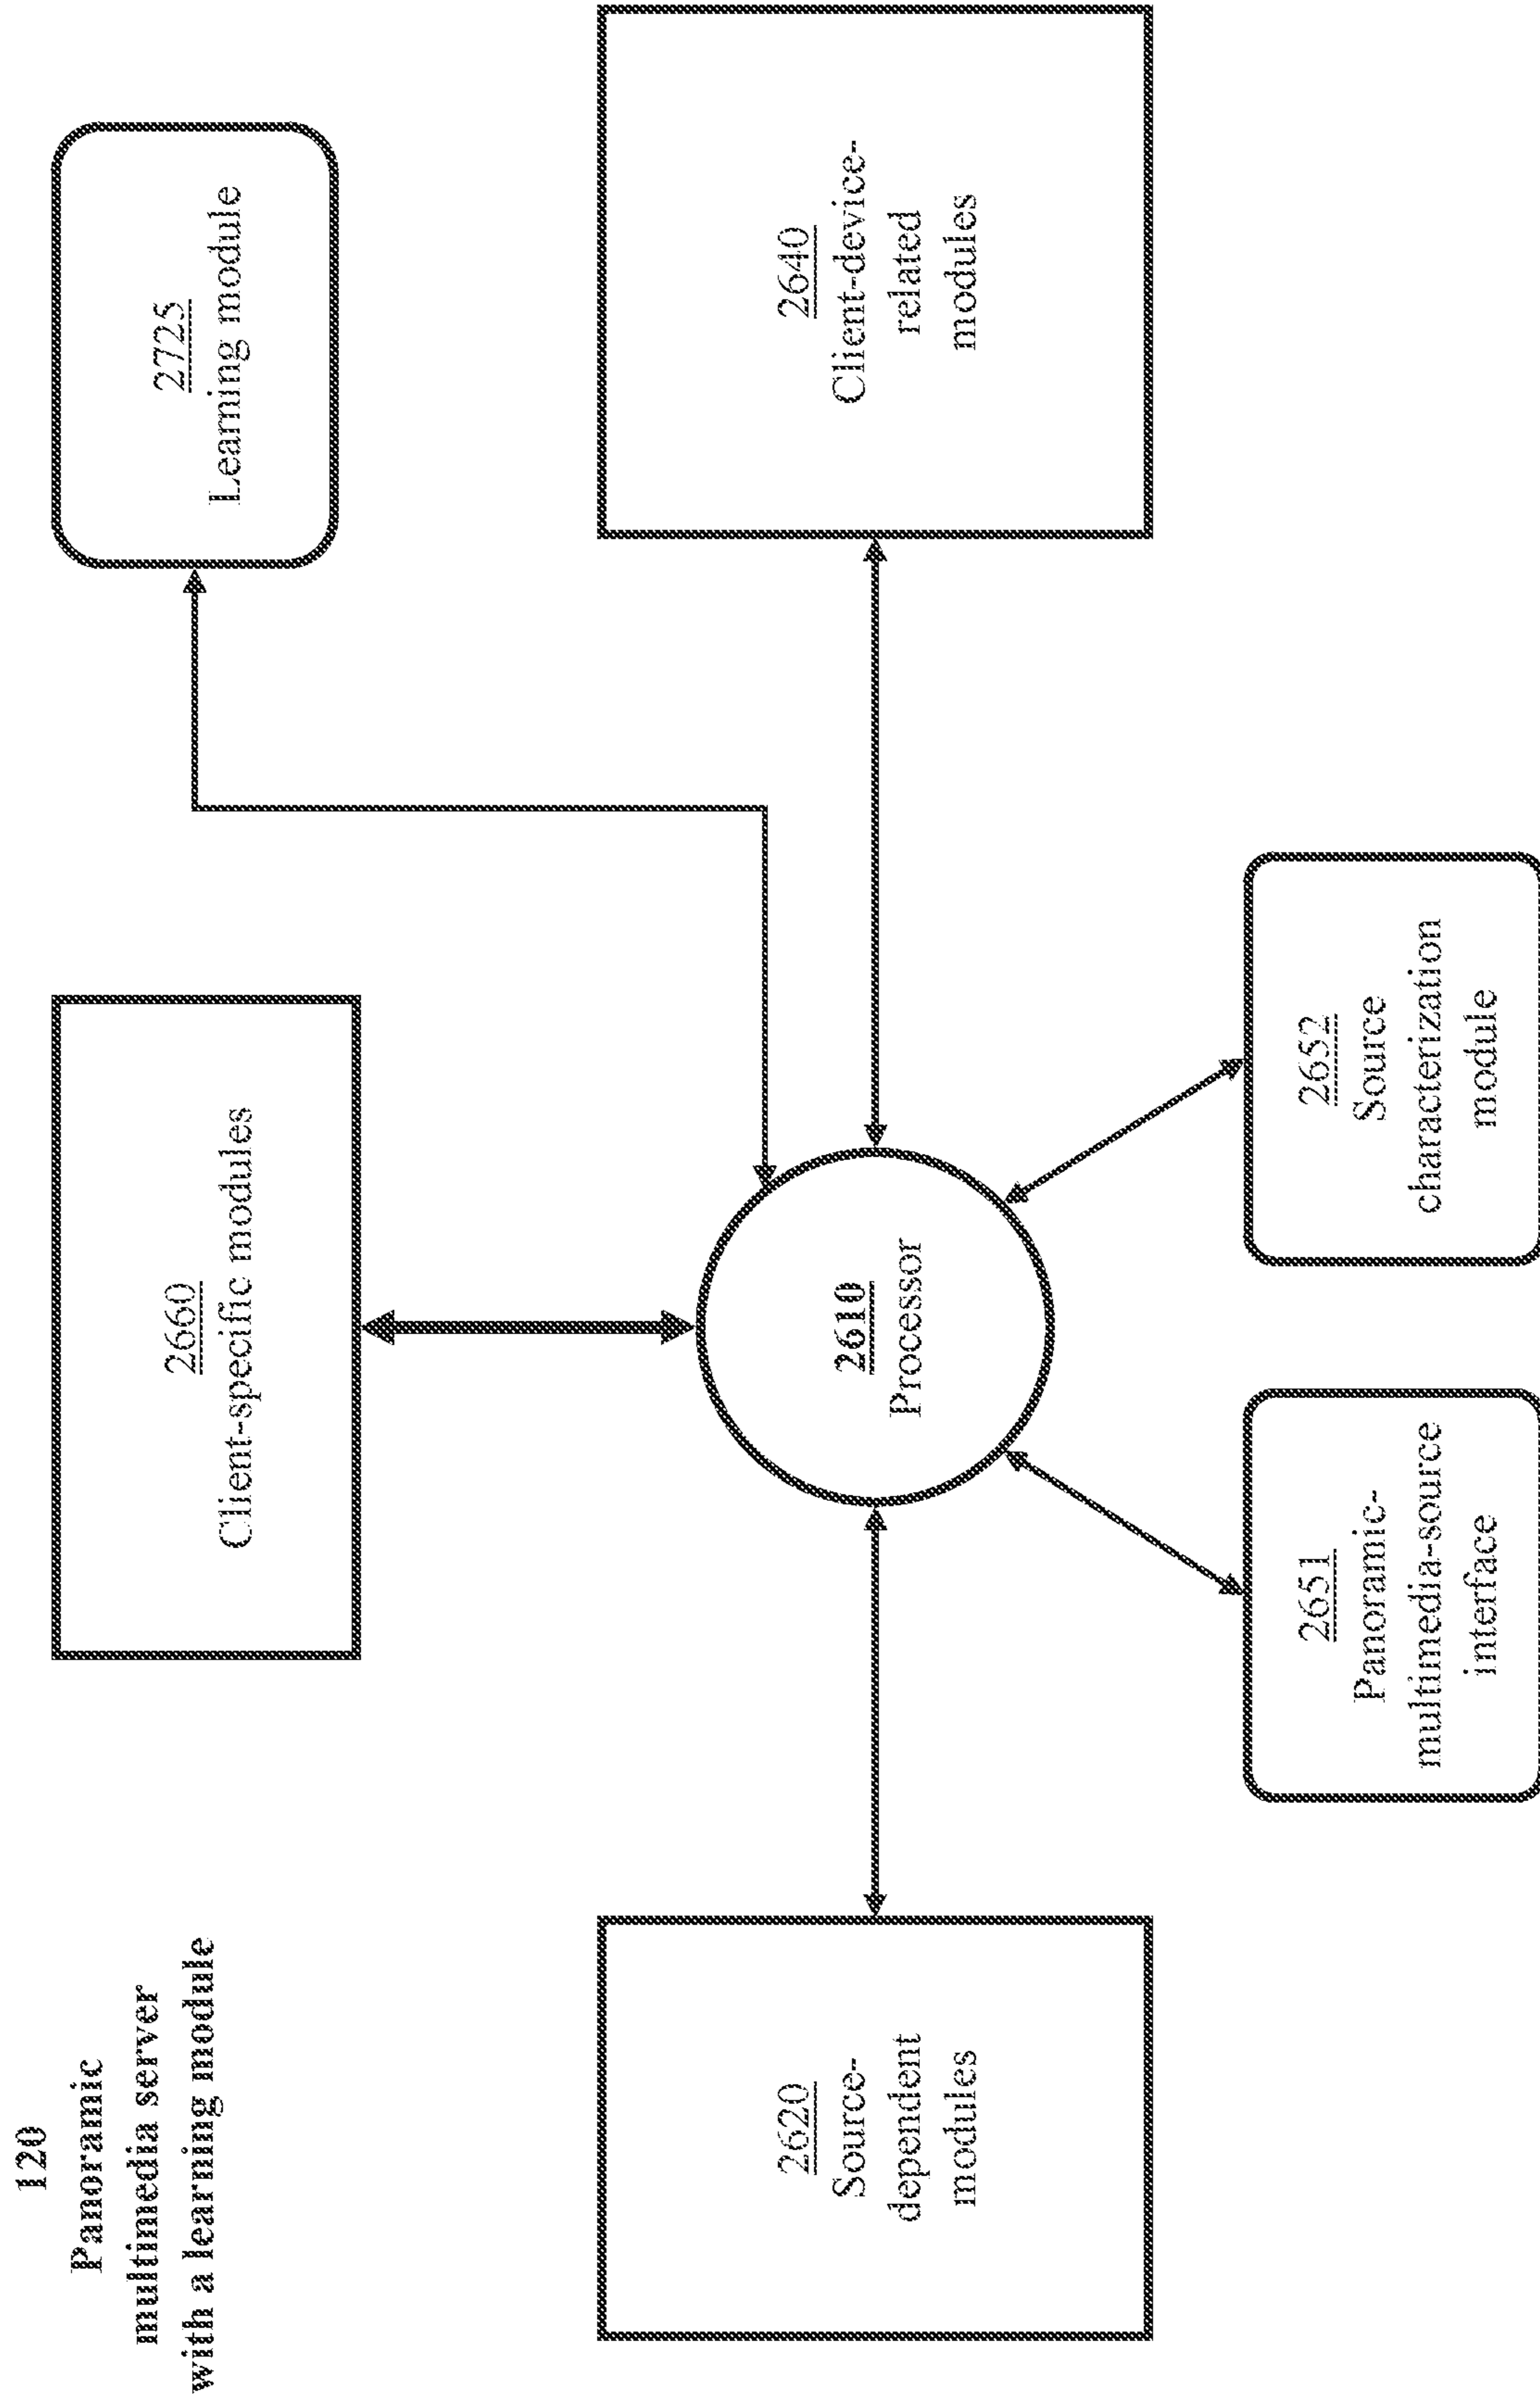 120
Panoramic
multimedia server
with a learning module
2660
Client-specific modules
2725
Learning module
2620
Source-
dependent
modules
2610
Processor
2640
Client-device-
related
modules
2651
Panoramic-
multimedia-source
interface
2652
Source
characterization
module